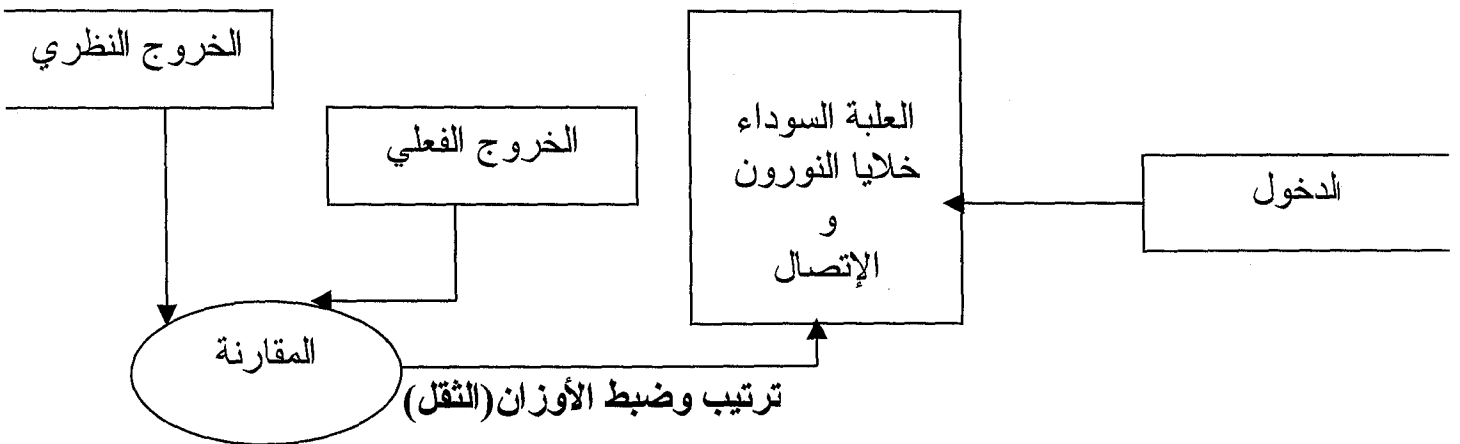 الخروج النظري
الخروج الفعلي
العلبة السوداء
خلايا النورون
و
الإتصال
الدخول
المقارنة
ترتيب وضبط الأوزان(الثقل)